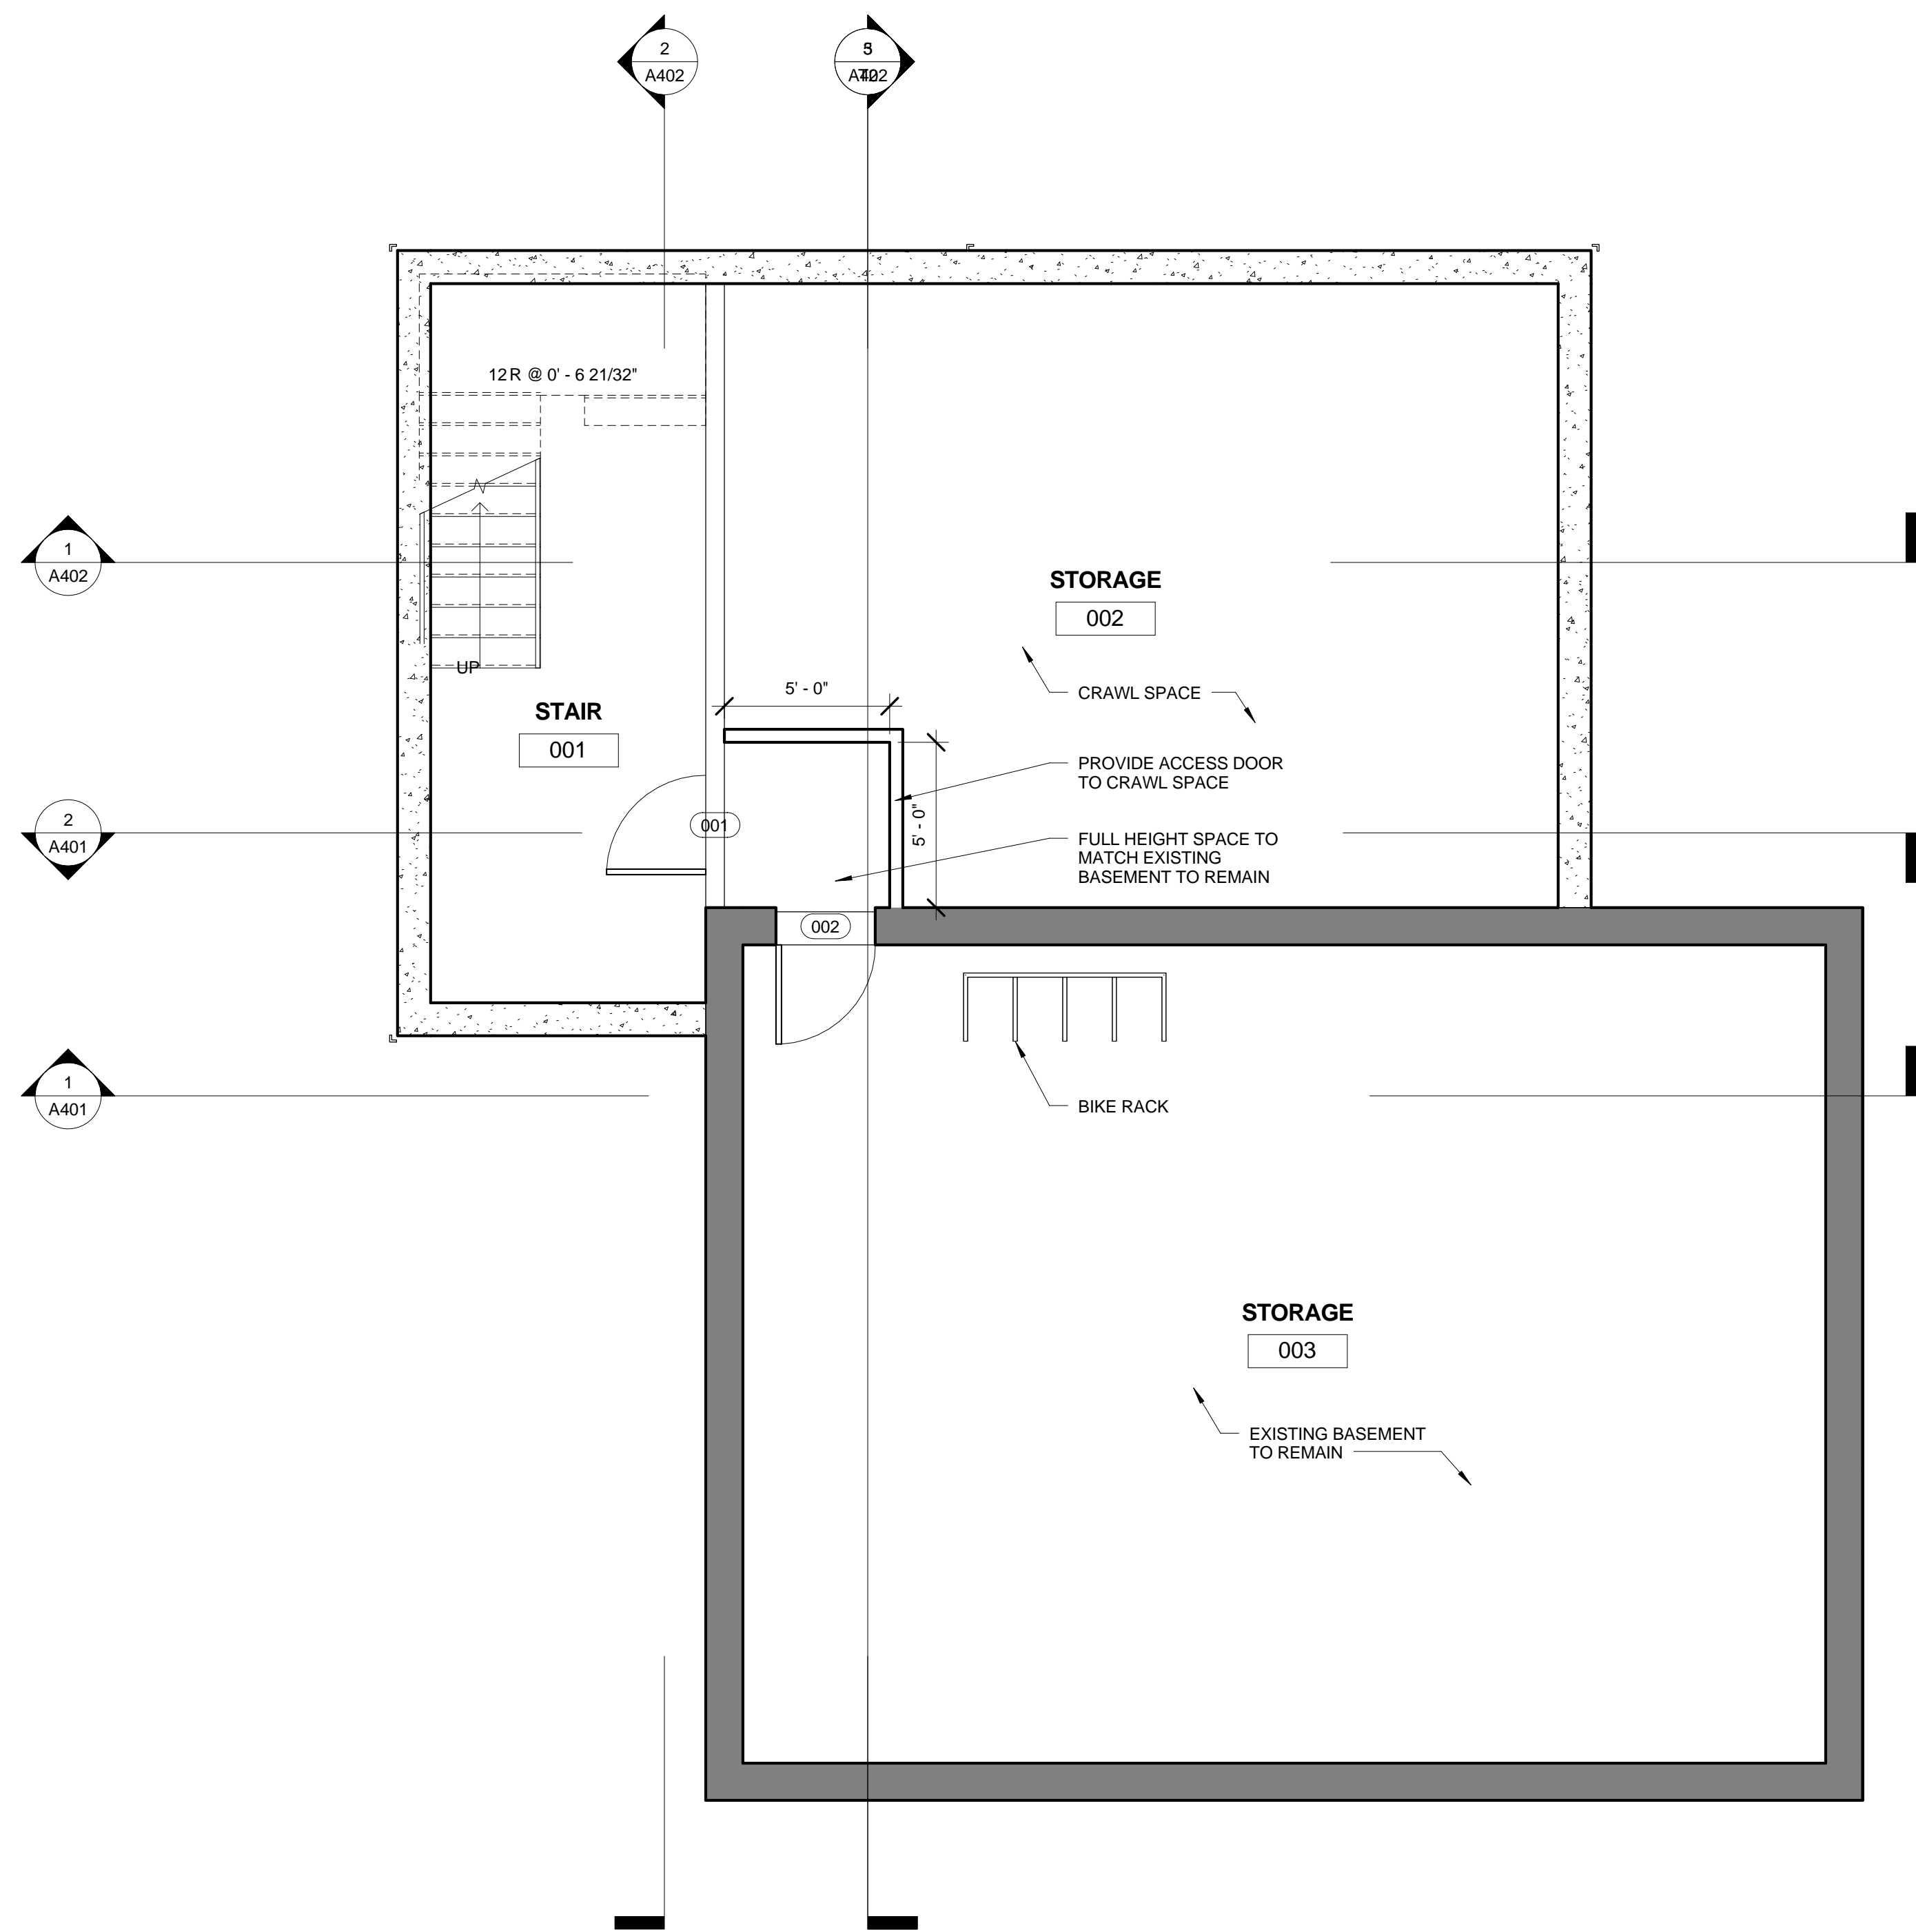 2
A402
3
A402
12R @ 0' - 6 21/32"
1
A402
STORAGE
002
UP
5' - 0"
CRAWL SPACE
STAIR
001
PROVIDE ACCESS DOOR
TO CRAWL SPACE
5' - 0"
001
2
A401
FULL HEIGHT SPACE TO
MATCH EXISTING
BASEMENT TO REMAIN
002
1
A401
BIKE RACK
STORAGE
003
EXISTING BASEMENT
TO REMAIN